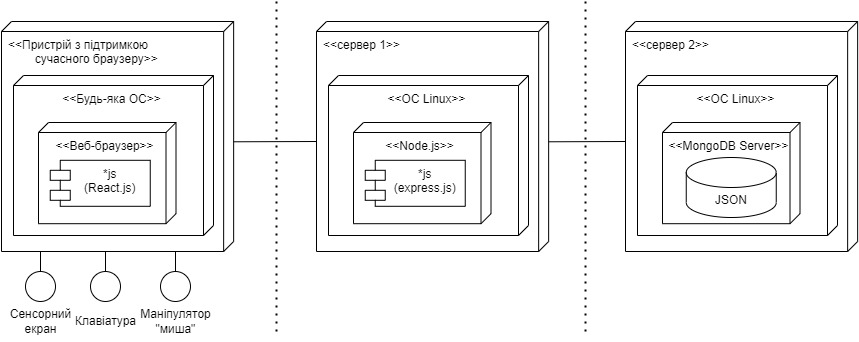 <<Пристрій з підтримкою
сучасного браузеру>>
<<Будь-яка ОС>>
<<Веб-браузер>>
*js
(React.js)
Сенсорний
екран
Клавіатура
Маніпулятор
"миша"
<<сервер 1>>
<<ОС Linux>>
<<Node.js>>
*js
(express.js)
<<сервер 2>>
<<ОС Linux>>
<<MongoDB Server>>
JSON